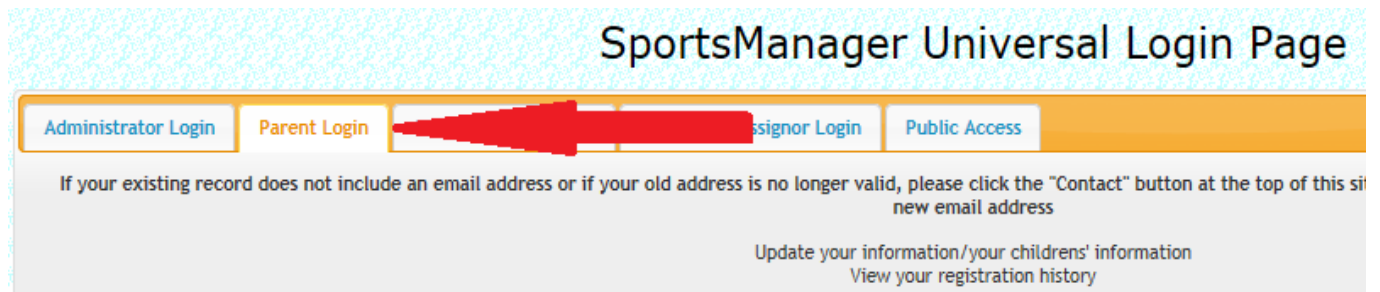 SportsManager Universal Login Page
Administrator Login Parent Login Login Public Access
If your existing record does not include an email address or if your old address is no longer valid, please click the "Contact" button at the top of this
new email address
Update your information/your childrens' information
View your registration history